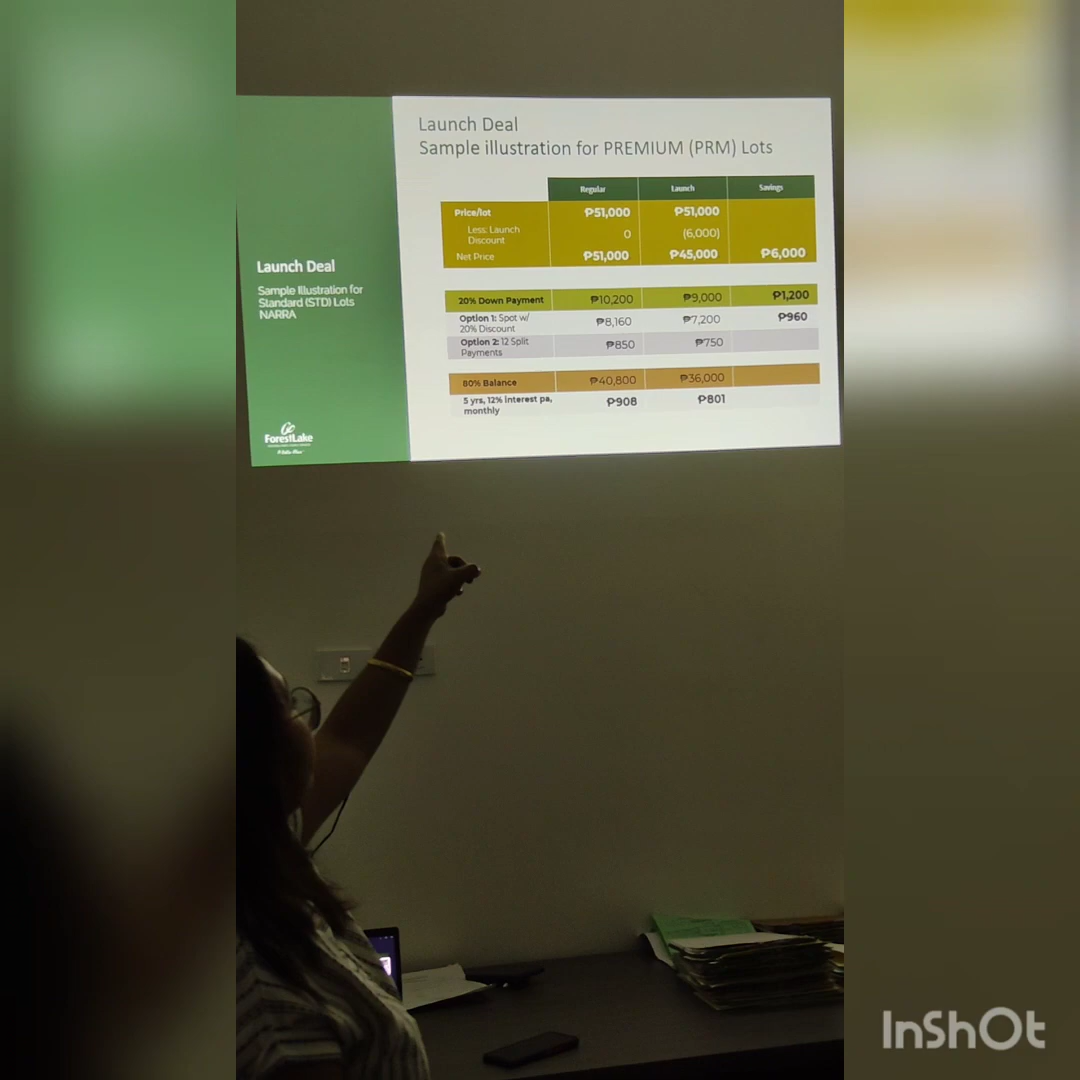 Launch Deal
Sample illustration for PREMIUM (PRM) Lots
Regular Launch Savings
Price/lot ₱51,000 ₱51,000
Less: Launch Discount 0 (6,000)
Net Price ₱51,000 ₱45,000 ₱6,000
20% Down Payment ₱10,200 ₱9,000 ₱1,200
Option 1: Spot w/ 20% Discount ₱8,160 ₱7,200 ₱960
Option 2: 12 Split Payments ₱850 ₱750
80% Balance ₱40,800 ₱36,000
5 yrs, 12% interest pa, monthly ₱908 ₱801
Launch Deal
Sample Illustration for
Standard (STD) Lots
NARRA
ForestLake
InShOt